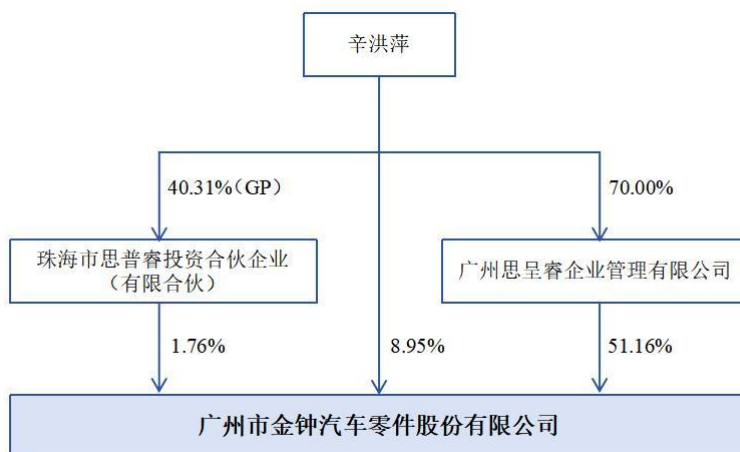 辛洪萍
40.31%（GP）
70.00%
珠海市思普睿投资合伙企业
（有限合伙）
广州思呈睿企业管理有限公司
1.76%
8.95%
51.16%
广州市金钟汽车零件股份有限公司